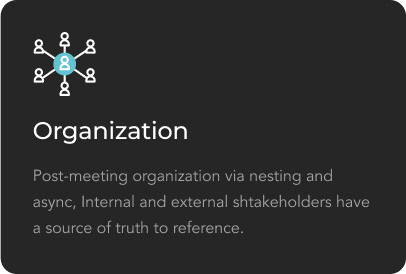 Organization
Post-meeting organization via nesting and
async, Internal and external shtakeholders have
a source of truth to reference.